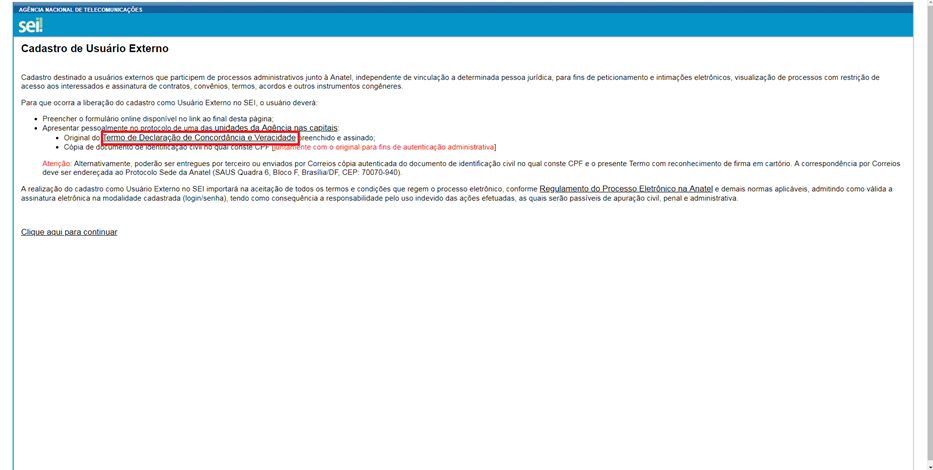 AGÊNCIA NACIONAL DE TELECOMUNICAÇÕES
sei!
Cadastro de Usuário Externo
Cadastro destinado a usuários externos que participem de processos administrativos junto à Anatel, independente de vinculação a determinada pessoa jurídica, para fins de peticionamento e intimações eletrônicos, visualização de processos com restrição de
acesso aos interessados e assinatura de contratos, convênios, termos, acordos e outros instrumentos congêneres.
Para que ocorra a liberação do cadastro como Usuário Externo no SEI, o usuário deverá:
Preencher o formulário online disponível no link ao final desta página;
Apresentar pessoalmente no protocolo de uma das unidades da Agência nas capitais:
Original do Termo de Declaração de Concordância e Veracidade preenchido e assinado;
Cópia de documento de identificação civil no qual conste CPF [juntamente com o original para fins de autenticação administrativa]
Atenção: Alternativamente, poderão ser entregues por terceiro ou enviados por Correios cópia autenticada do documento de identificação civil no qual conste CPF e o presente Termo com reconhecimento de firma em cartório. A correspondência por Correios
deve ser endereçada ao Protocolo Sede da Anatel (SAUS Quadra 6, Bloco F, Brasília/DF, CEP: 70070-940).
A realização do cadastro como Usuário Externo no SEI importará na aceitação de todos os termos e condições que regem o processo eletrônico, conforme Regulamento do Processo Eletrônico na Anatel e demais normas aplicáveis, admitindo como válida a
assinatura eletrônica na modalidade cadastrada (login/senha), tendo como consequência a responsabilidade pelo uso indevido das ações efetuadas, as quais serão passíveis de apuração civil, penal e administrativa.
Clique aqui para continuar